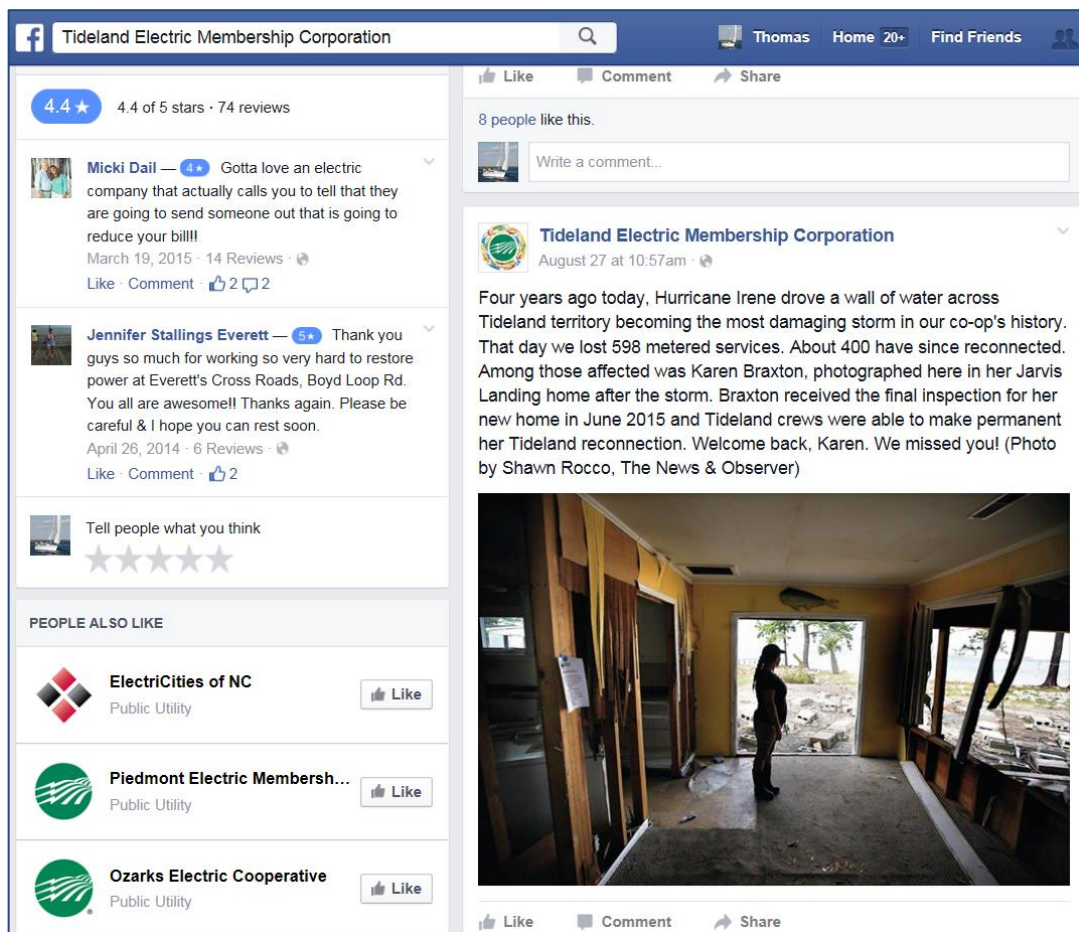 Tideland Electric Membership Corporation
Thomas
Home 20+
Find Friends
4.4 ★
4.4 of 5 stars · 74 reviews
Micki Dail — 4★ Gotta love an electric
company that actually calls you to tell that they
are going to send someone out that is going to
reduce your bill!!
March 19, 2015 · 14 Reviews ·
Like · Comment · 2 2
Jennifer Stallings Everett — 5★ Thank you
guys so much for working so very hard to restore
power at Everett's Cross Roads, Boyd Loop Rd.
You all are awesome!! Thanks again. Please be
careful & I hope you can rest soon.
April 26, 2014 · 6 Reviews ·
Like · Comment · 2
Tell people what you think
PEOPLE ALSO LIKE
ElectriCities of NC
Public Utility
Like
Piedmont Electric Membersh...
Public Utility
Like
Ozarks Electric Cooperative
Public Utility
Like
Like Comment Share
8 people like this.
Write a comment...
Tideland Electric Membership Corporation
August 27 at 10:57am ·
Four years ago today, Hurricane Irene drove a wall of water across
Tideland territory becoming the most damaging storm in our co-op's history.
That day we lost 598 metered services. About 400 have since reconnected.
Among those affected was Karen Braxton, photographed here in her Jarvis
Landing home after the storm. Braxton received the final inspection for her
new home in June 2015 and Tideland crews were able to make permanent
her Tideland reconnection. Welcome back, Karen. We missed you! (Photo
by Shawn Rocco, The News & Observer)
Like Comment Share